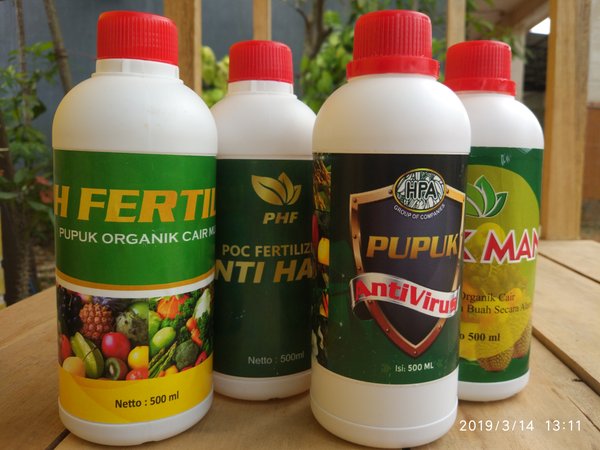 H FERTIL
PUPUK ORGANIK CAIR
Netto : 500 ml
PHF
POC FERTILIZ
NTI HA
Netto : 500ml
HPA
GROUP OF COMPANIES
PUPUK
AntiVirus
Isi: 500 ML
K MAN
Organik Cair
Buah Secara
500 ml
2019/3/14 13:11